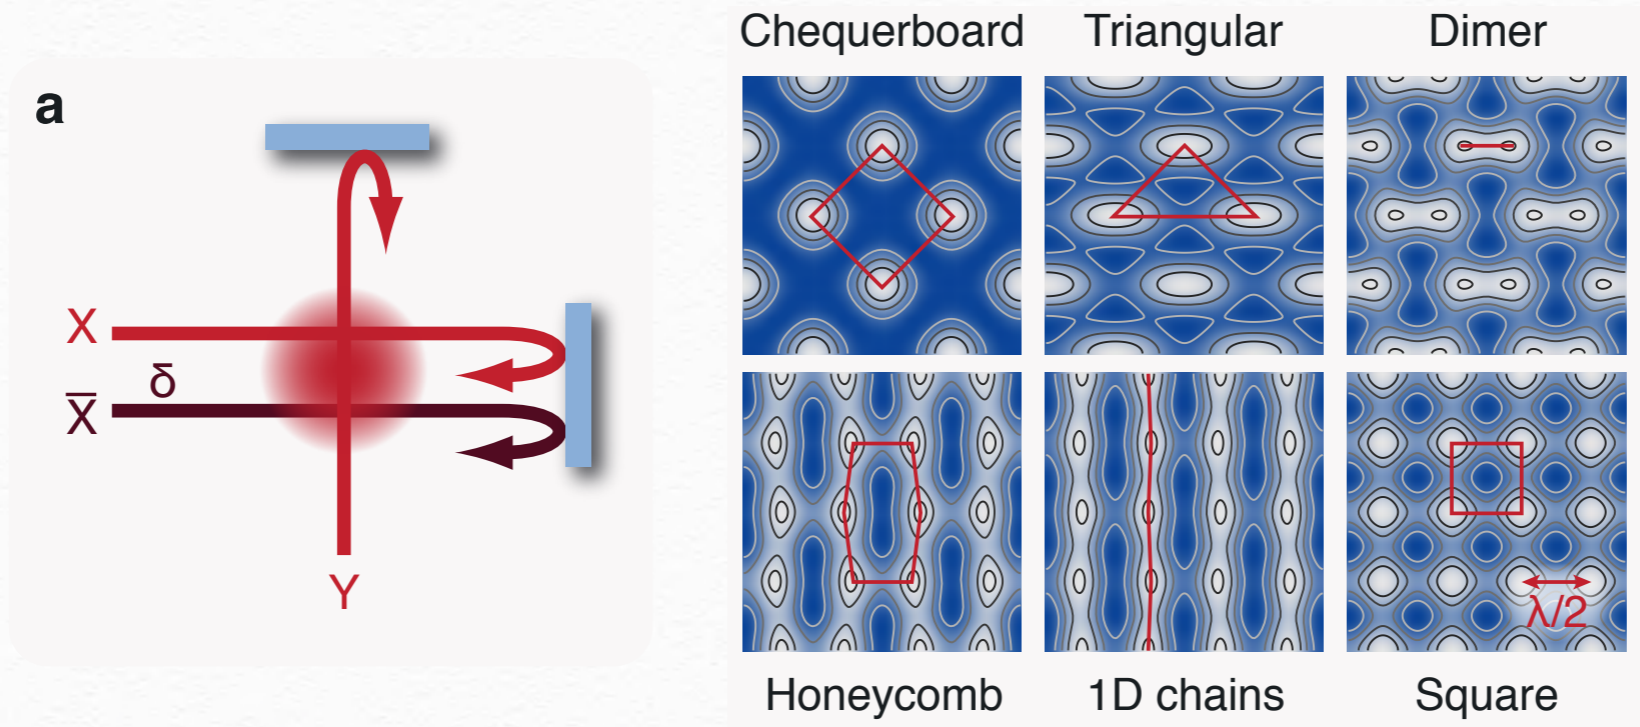 a
X
δ
X̅
Y
Chequerboard
Triangular
Dimer
λ/2
Honeycomb
1D chains
Square